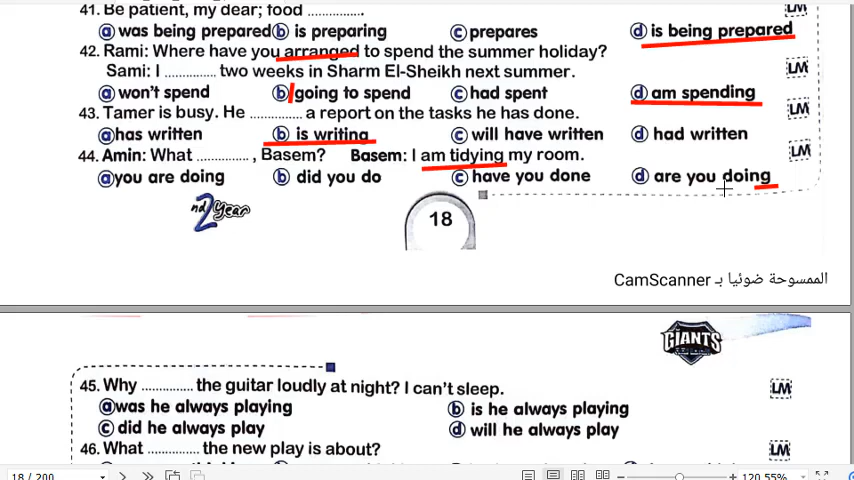 41. Be patient, my dear; food ..............
LM
a was being prepared b is preparing c prepares d is being prepared
42. Rami: Where have you arranged to spend the summer holiday?
Sami: I .............. two weeks in Sharm El-Sheikh next summer.
LM
a won't spend b going to spend c had spent d am spending
43. Tamer is busy. He .............. a report on the tasks he has done.
LM
a has written b is writing c will have written d had written
44. Amin: What .............. , Basem? Basem: I am tidying my room.
LM
a you are doing b did you do c have you done d are you doing
2nd Year
18
الممسوحة ضوئيا بـ CamScanner
GIANTS
45. Why .............. the guitar loudly at night? I can't sleep.
LM
a was he always playing b is he always playing
c did he always play d will he always play
46. What .............. the new play is about?
LM
18 / 200 120.55%